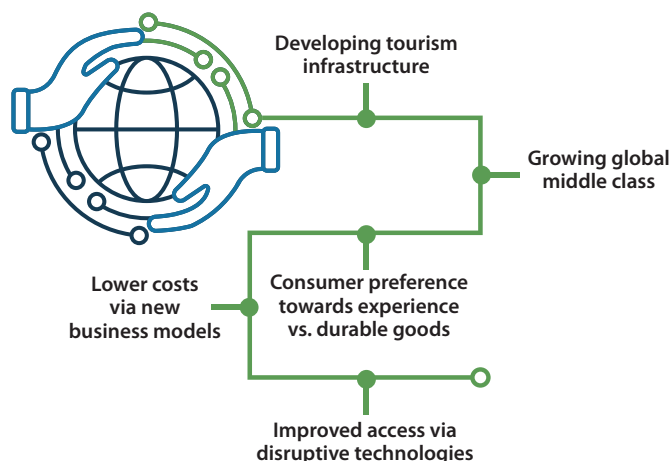 Developing tourism
infrastructure
Growing global
middle class
Consumer preference
towards experience
vs. durable goods
Lower costs
via new
business models
Improved access via
disruptive technologies